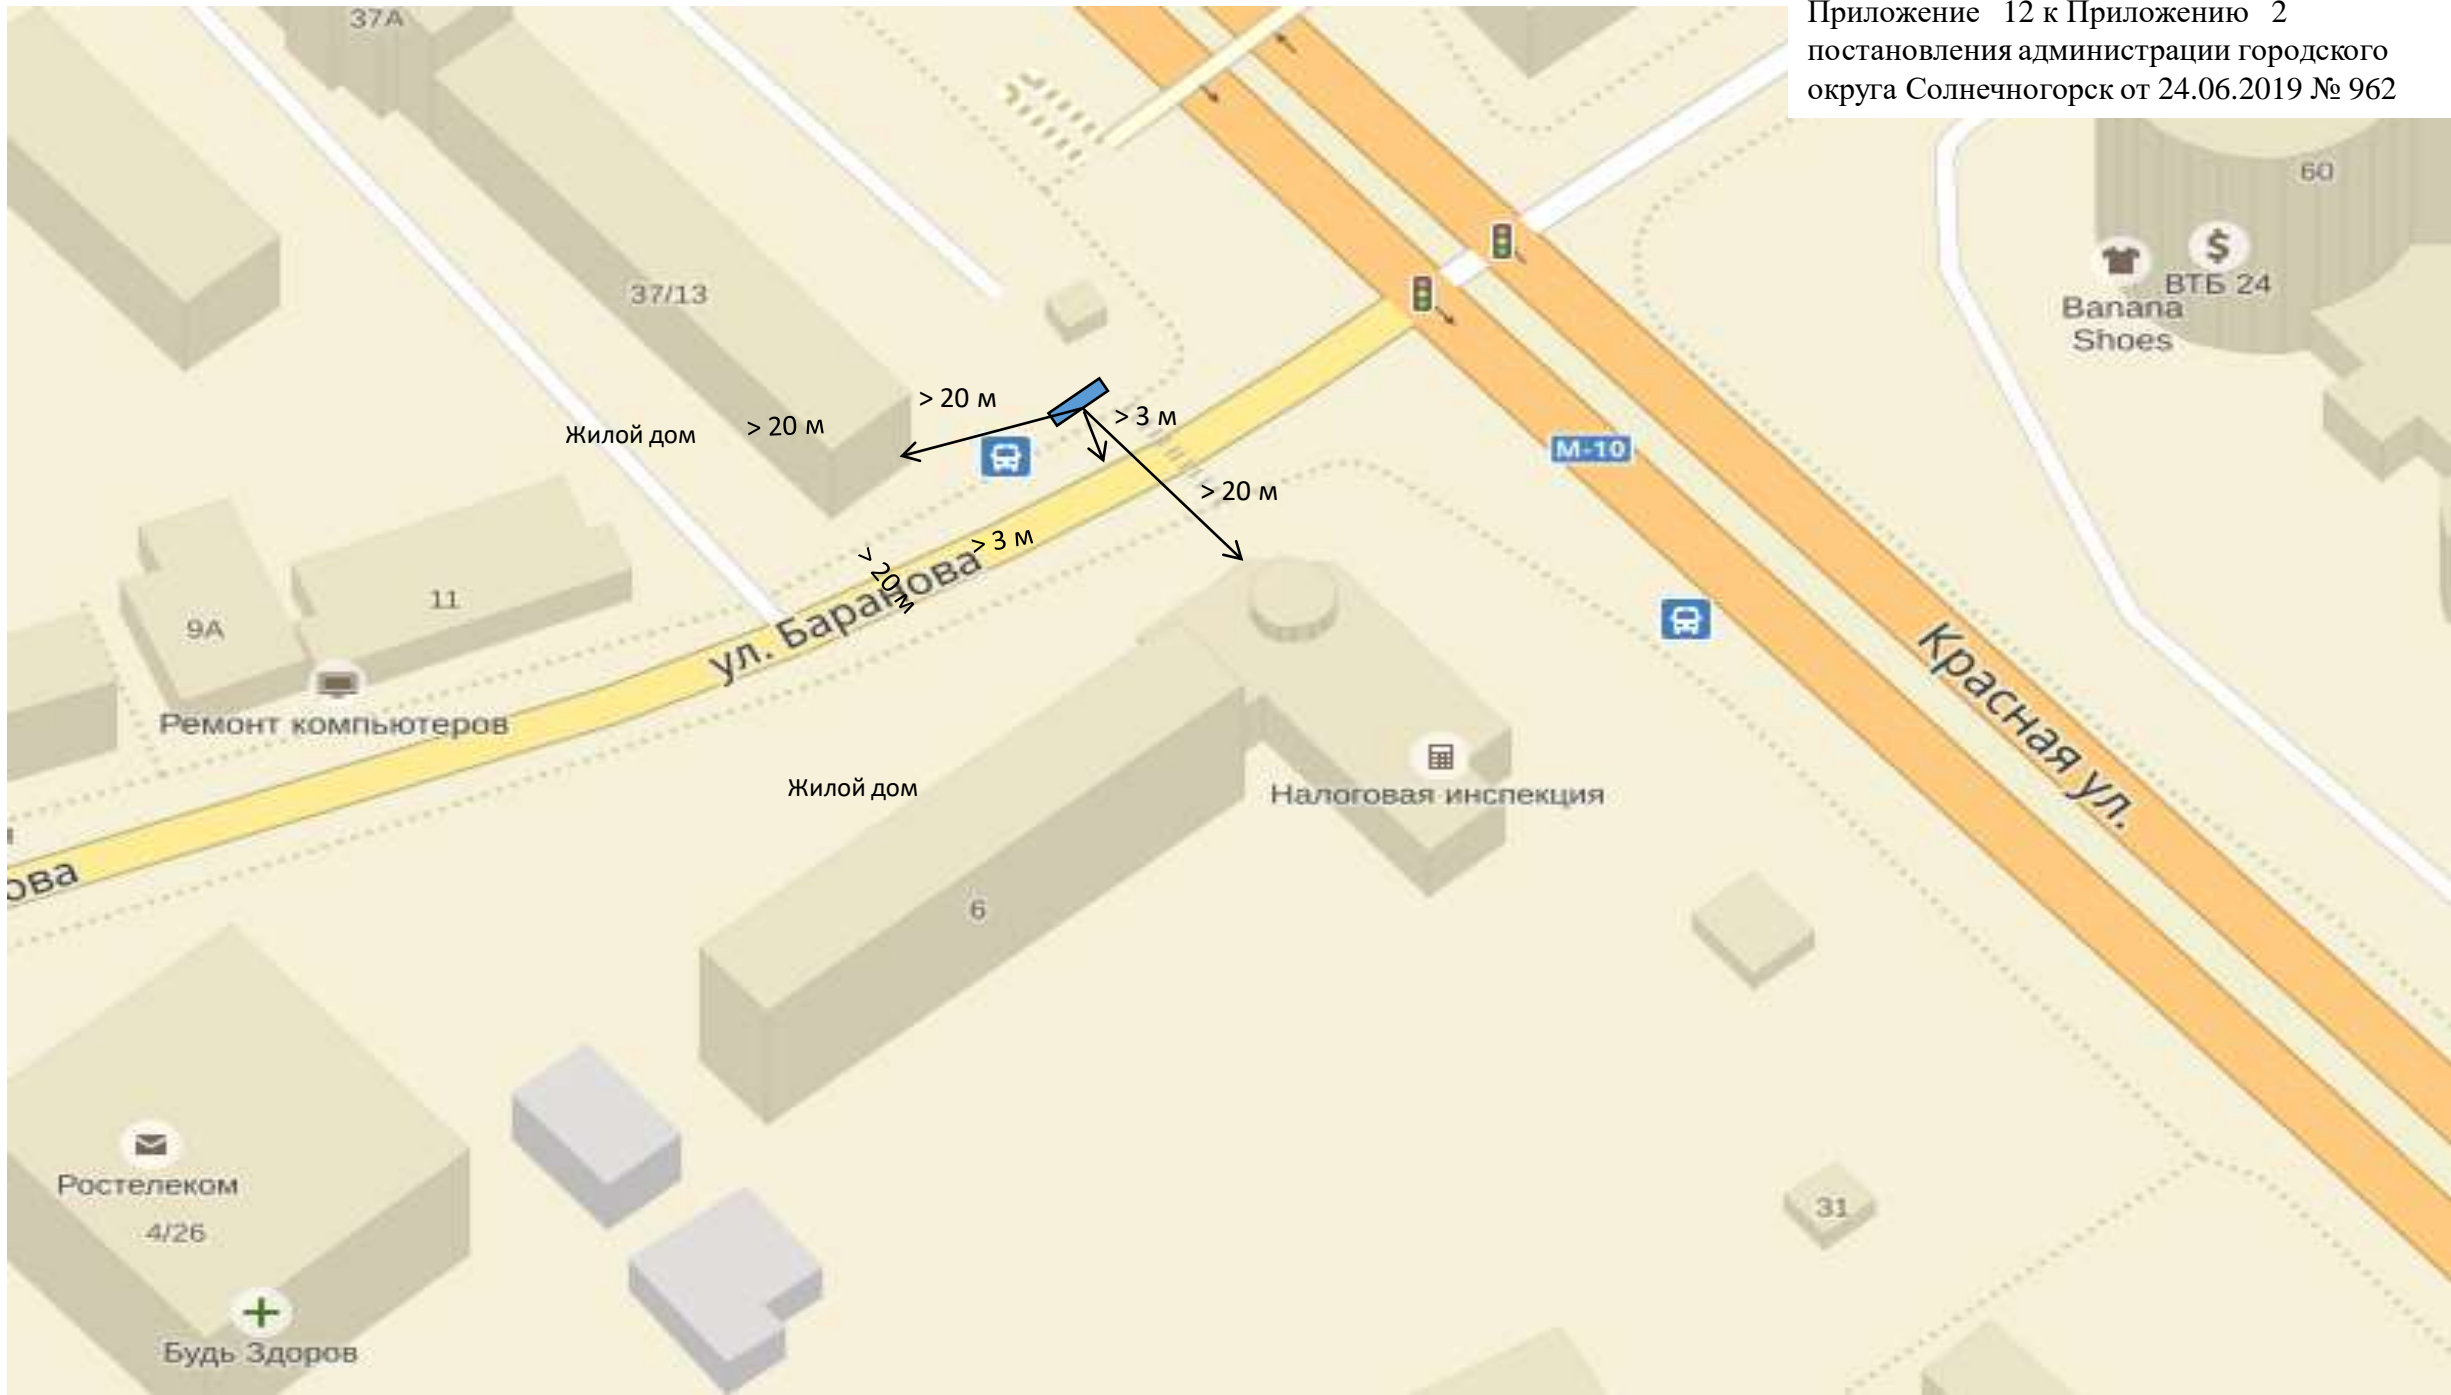 Приложение 12 к Приложению 2
постановления администрации городского
округа Солнечногорск от 24.06.2019 № 962
37А
60
ВТБ 24
Banana
Shoes
37/13
> 20 м
> 3 м
> 20 м
Жилой дом
М-10
> 20 м
> 3 м
> 20 м
ул. Баранова
11
9А
Красная ул.
Ремонт компьютеров
Жилой дом
Налоговая инспекция
ова
6
Ростелеком
4/26
31
Будь Здоров